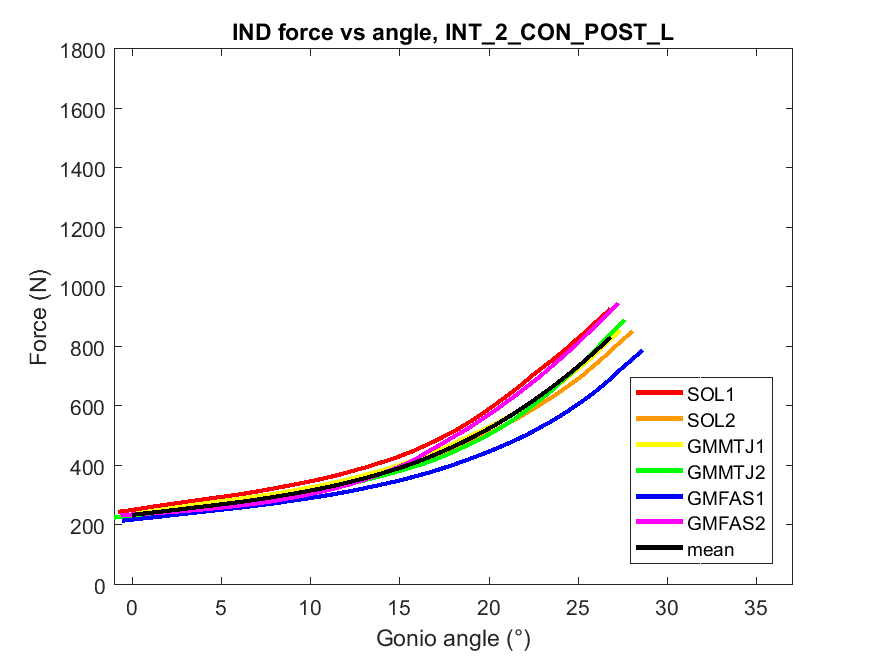 IND force vs angle, INT_2_CON_POST_L
1800
1600
1400
1200
1000
800
600
400
200
0
Force (N)
0 5 10 15 20 25 30 35
Gonio angle (°)
SOL1
SOL2
GMMTJ1
GMMTJ2
GMFAS1
GMFAS2
mean